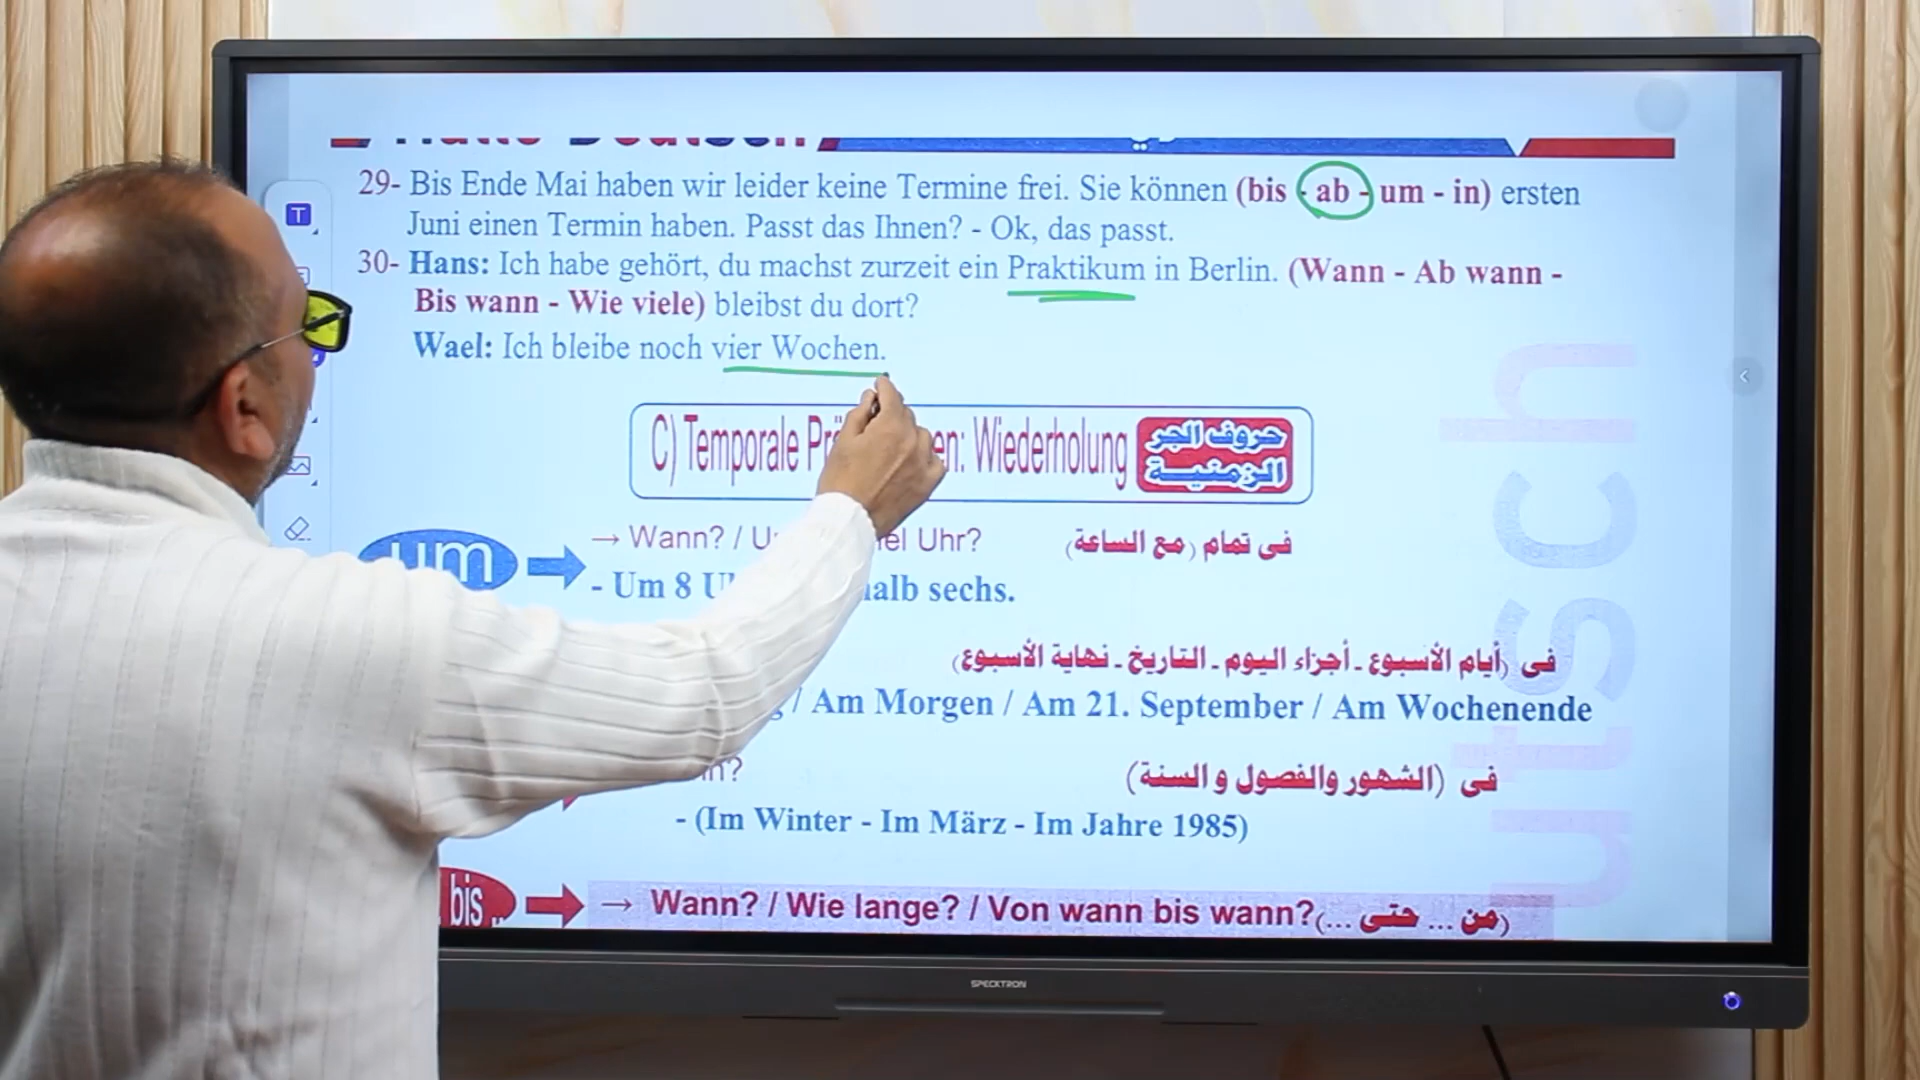 29- Bis Ende Mai haben wir leider keine Termine frei. Sie können (bis - ab - um - in) ersten
Juni einen Termin haben. Passt das Ihnen? - Ok, das passt.
30- Hans: Ich habe gehört, du machst zurzeit ein Praktikum in Berlin. (Wann - Ab wann -
Bis wann - Wie viele) bleibst du dort?
Wael: Ich bleibe noch vier Wochen.
C) Temporale Wiederholung حروف الجر الزمنية
um → Wann? / Uhr? فى تمام (مع الساعة)
- Um 8 sechs.
فى (أيام الأسبوع - أجزاء اليوم - التاريخ - نهاية الأسبوع)
/ Am Morgen / Am 21. September / Am Wochenende
فى (الشهور والفصول و السنة)
- (Im Winter - Im März - Im Jahre 1985)
bis → Wann? / Wie lange? / Von wann bis wann? (من ... حتى ...)
utsch
SPECKTRON